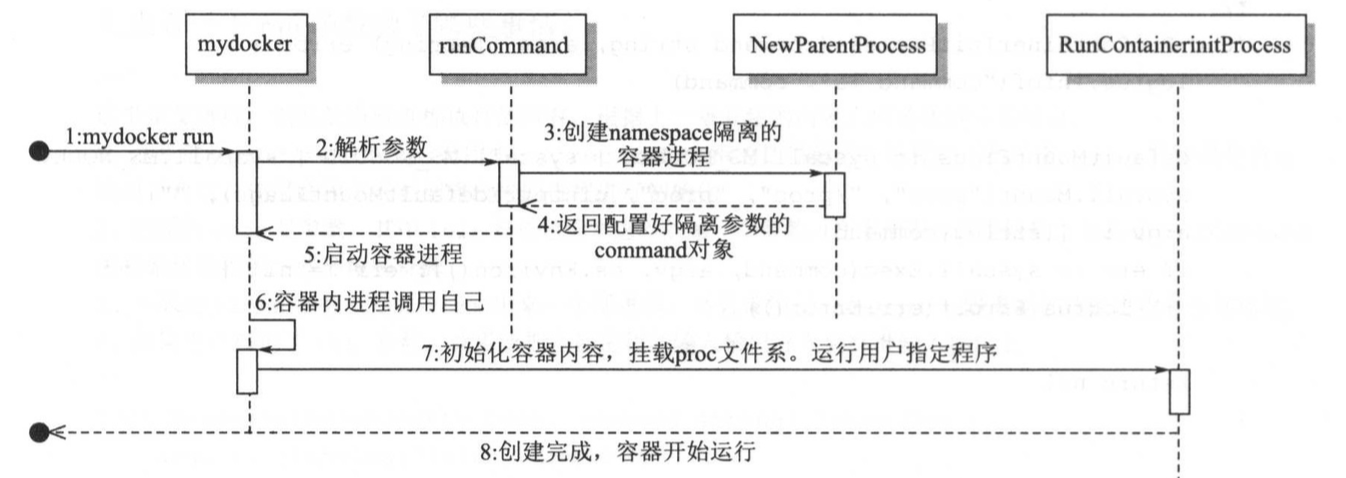 mydocker
runCommand
NewParentProcess
RunContainerinitProcess
1:mydocker run
2:解析参数
3:创建namespace隔离的
容器进程
4:返回配置好隔离参数的
command对象
5:启动容器进程
6:容器内进程调用自己
7:初始化容器内容，挂载proc文件系。运行用户指定程序
8:创建完成，容器开始运行